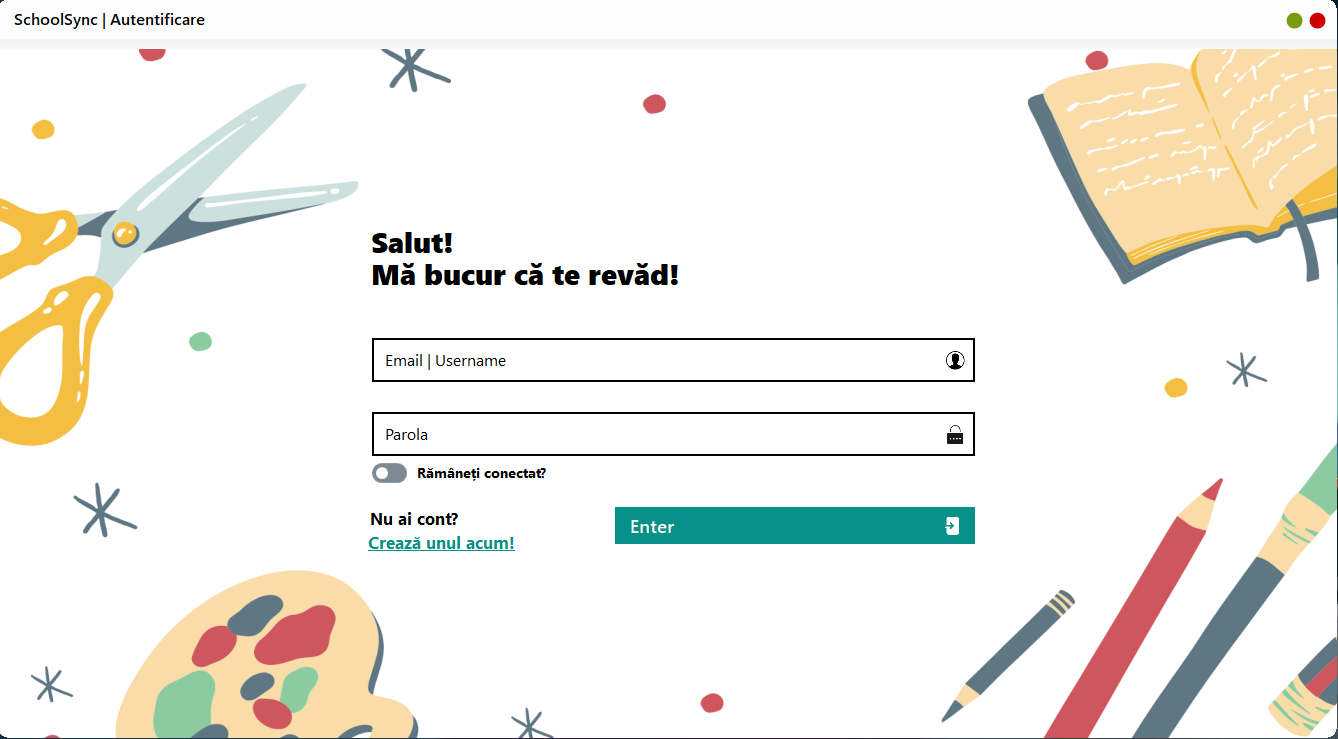 SchoolSync | Autentificare
Salut!
Mă bucur că te revăd!
Email | Username
Parola
Rămâneți conectat?
Nu ai cont?
Enter
Crează unul acum!